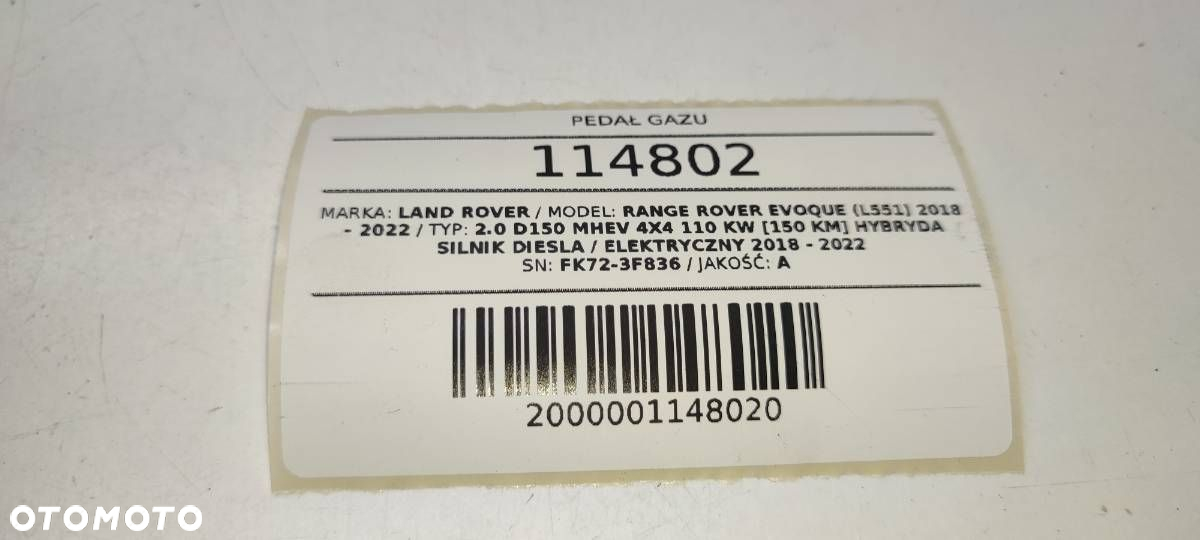 PEDAŁ GAZU
114802
MARKA: LAND ROVER / MODEL: RANGE ROVER EVOQUE (L551) 2018
- 2022 / TYP: 2.0 D150 MHEV 4X4 110 KW [150 KM] HYBRYDA
SILNIK DIESLA / ELEKTRYCZNY 2018 - 2022
SN: FK72-3F836 / JAKOŚĆ: A
2000001148020
OTOMOTO